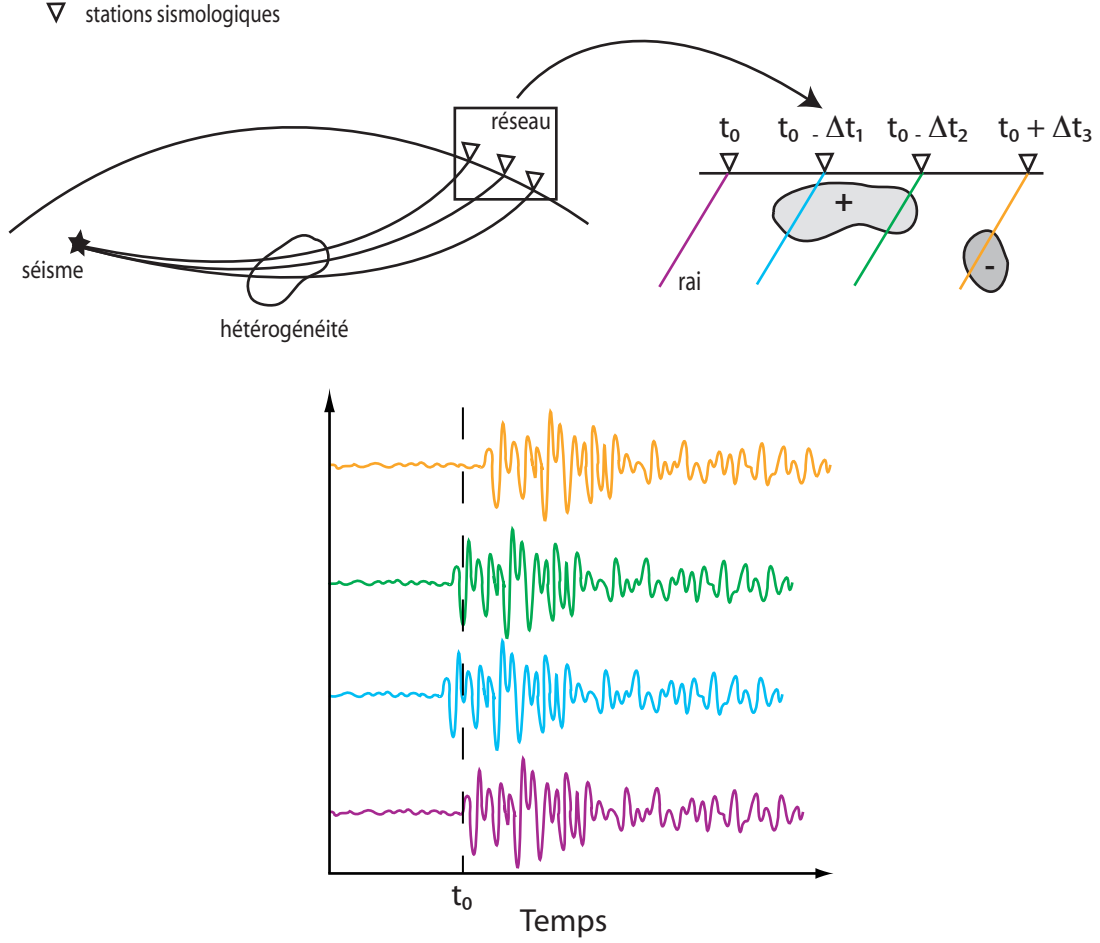 stations sismologiques
réseau
séisme
hétérogénéité
t₀ t₀ - Δt₁ t₀ - Δt₂ t₀ + Δt₃
+
-
rai
t₀
Temps